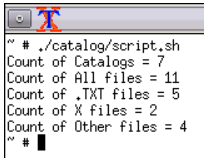 ~ # ./catalog/script.sh
Count of Catalogs = 7
Count of All files = 11
Count of .TXT files = 5
Count of X files = 2
Count of Other files = 4
~ #